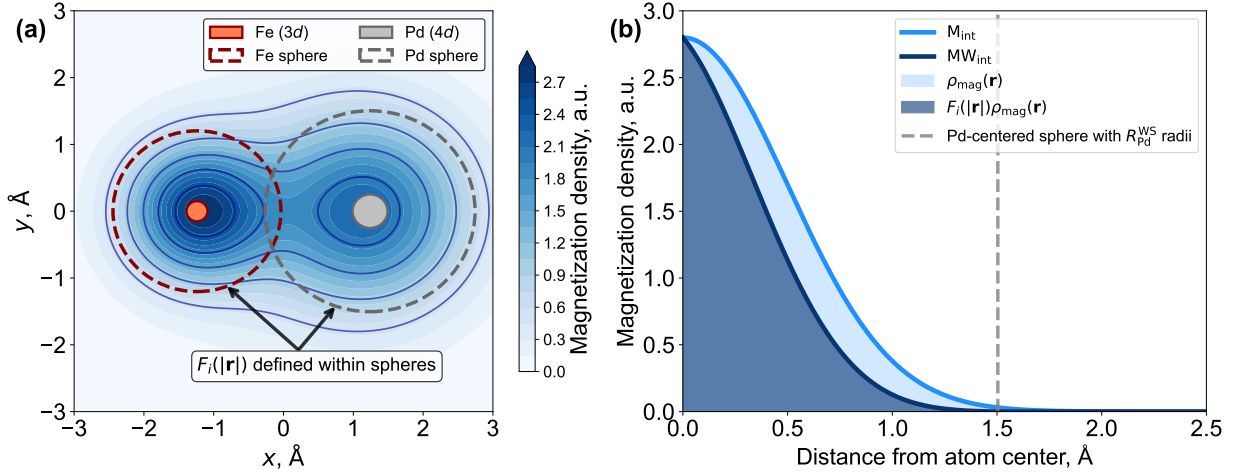 (a)
Fe (3d)
Pd (4d)
Fe sphere
Pd sphere
3
2
1
0
−1
−2
−3
y, Å
−3
−2
−1
0
1
2
3
x, Å
F_i(|r|) defined within spheres
2.7
2.4
2.1
1.8
1.5
1.2
0.9
0.6
0.3
0.0
Magnetization density, a.u.
(b)
3.0
2.5
2.0
1.5
1.0
0.5
0.0
Magnetization density, a.u.
M_int
MW_int
ρ_mag(r)
F_i(|r|)ρ_mag(r)
Pd-centered sphere with R_Pd^WS radii
0.0
0.5
1.0
1.5
2.0
2.5
Distance from atom center, Å